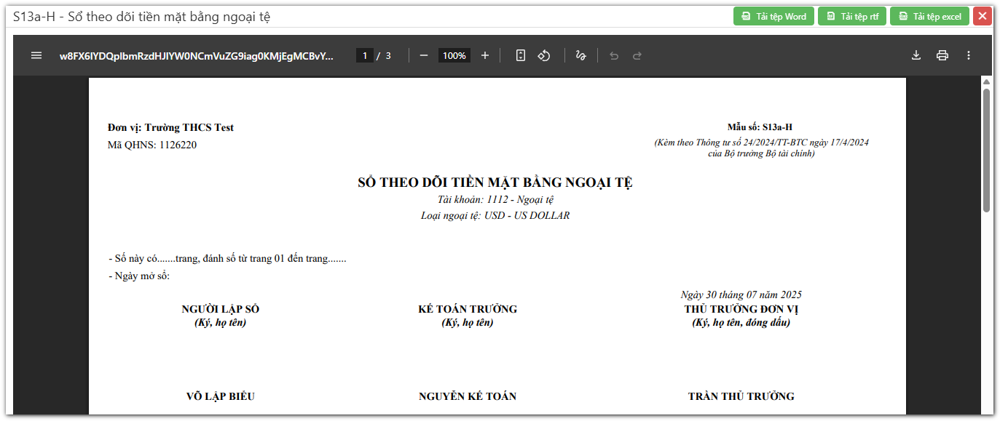 S13a-H - Sổ theo dõi tiền mặt bằng ngoại tệ
Tải tệp Word
Tải tệp rtf
Tải tệp excel
w8FX6IYDQplbmRzdHJlYW0NCmVuZG9iag0KMjEgMCBvY...
1 / 3
100%
Đơn vị: Trường THCS Test
Mã QHNS: 1126220
Mẫu số: S13a-H
(Kèm theo Thông tư số 24/2024/TT-BTC ngày 17/4/2024
của Bộ trưởng Bộ tài chính)
SỔ THEO DÕI TIỀN MẶT BẰNG NGOẠI TỆ
Tài khoản: 1112 - Ngoại tệ
Loại ngoại tệ: USD - US DOLLAR
- Số này có.......trang, đánh số từ trang 01 đến trang.......
- Ngày mở sổ:
Ngày 30 tháng 07 năm 2025
NGƯỜI LẬP SỔ
KẾ TOÁN TRƯỞNG
THỦ TRƯỞNG ĐƠN VỊ
(Ký, họ tên)
(Ký, họ tên)
(Ký, họ tên, đóng dấu)
VÕ LẬP BIỂU
NGUYỄN KẾ TOÁN
TRẦN THỦ TRƯỞNG